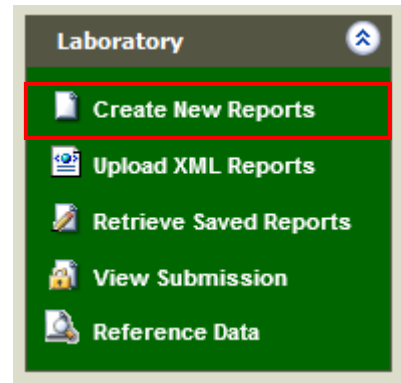 Laboratory
Create New Reports
Upload XML Reports
Retrieve Saved Reports
View Submission
Reference Data